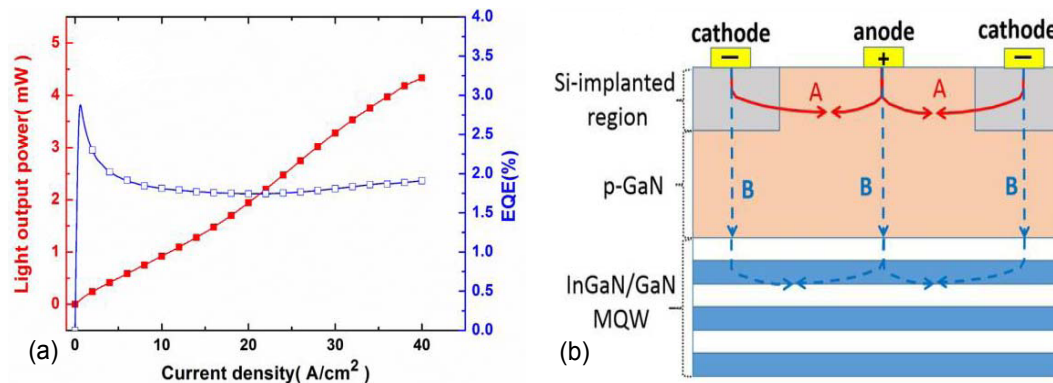 Light output power( mW )
5
4
3
2
1
0
4.0
3.5
3.0
2.5
2.0
1.5
1.0
0.5
0.0
EQE(%)
0 10 20 30 40
Current density( A/cm²)
(a)
cathode anode cathode
− + −
Si-implanted
region
A A
p-GaN
B B B
InGaN/GaN
MQW
(b)